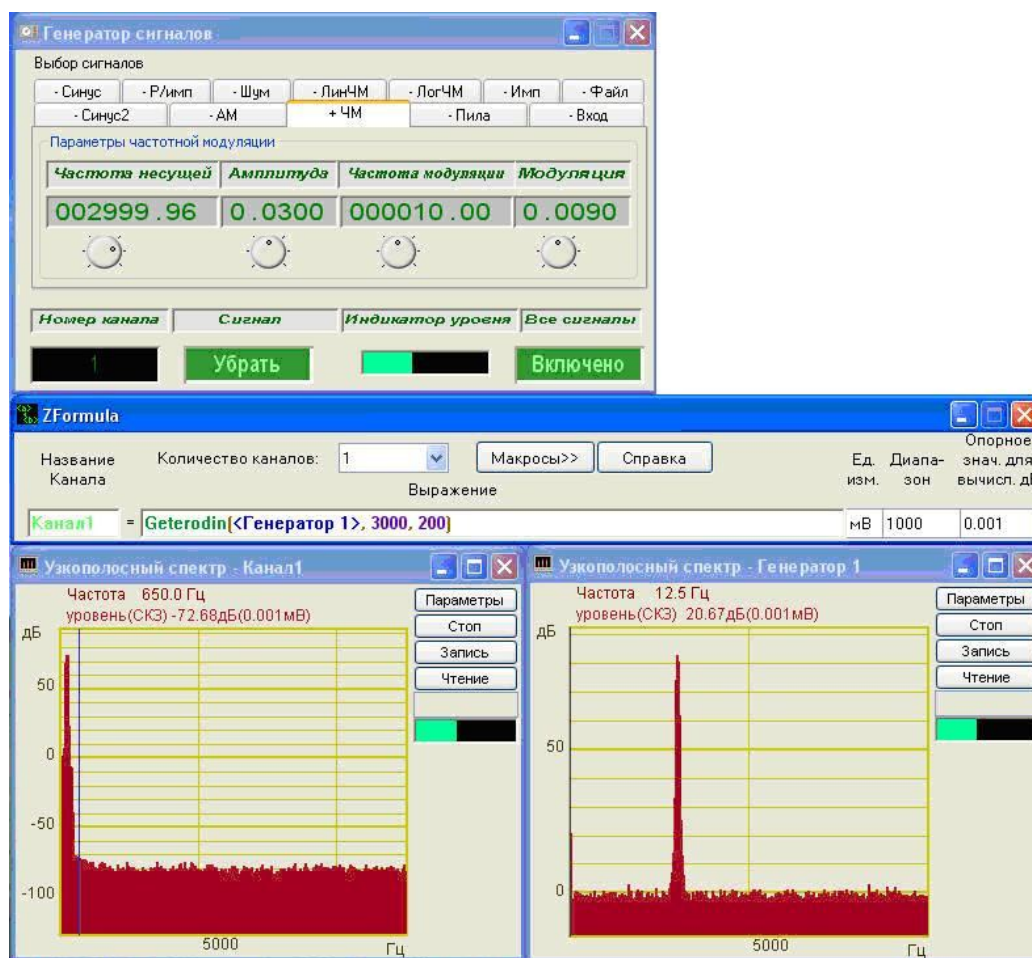 Генератор сигналов
Выбор сигналов
- Синус - Р/имп - Шум - ЛинЧМ - ЛогЧМ - Имп - Файл
- Синус2 - АМ + ЧМ - Пила - Вход
Параметры частотной модуляции
Частота несущей Амплитуда Частота модуляции Модуляция
002999.96 0.0300 000010.00 0.0090
Номер канала Сигнал Индикатор уровня Все сигналы
1 Убрать Включено
ZFormula
Название Канала
Количество каналов: 1 Макросы>> Справка
Выражение
Ед. изм.
Диапа-зон
Опорное знач. для вычисл. д
Канал1 = Geterodin(<Генератор 1>, 3000, 200) мВ 1000 0.001
Узкополосный спектр - Канал1
Частота 650.0 Гц
уровень(СКЗ) -72.68дБ(0.001мВ)
дБ
50
0
-50
-100
5000 Гц
Параметры
Стоп
Запись
Чтение
Узкополосный спектр - Генератор 1
Частота 12.5 Гц
уровень(СКЗ) 20.67дБ(0.001мВ)
дБ
50
0
5000 Гц
Параметры
Стоп
Запись
Чтение